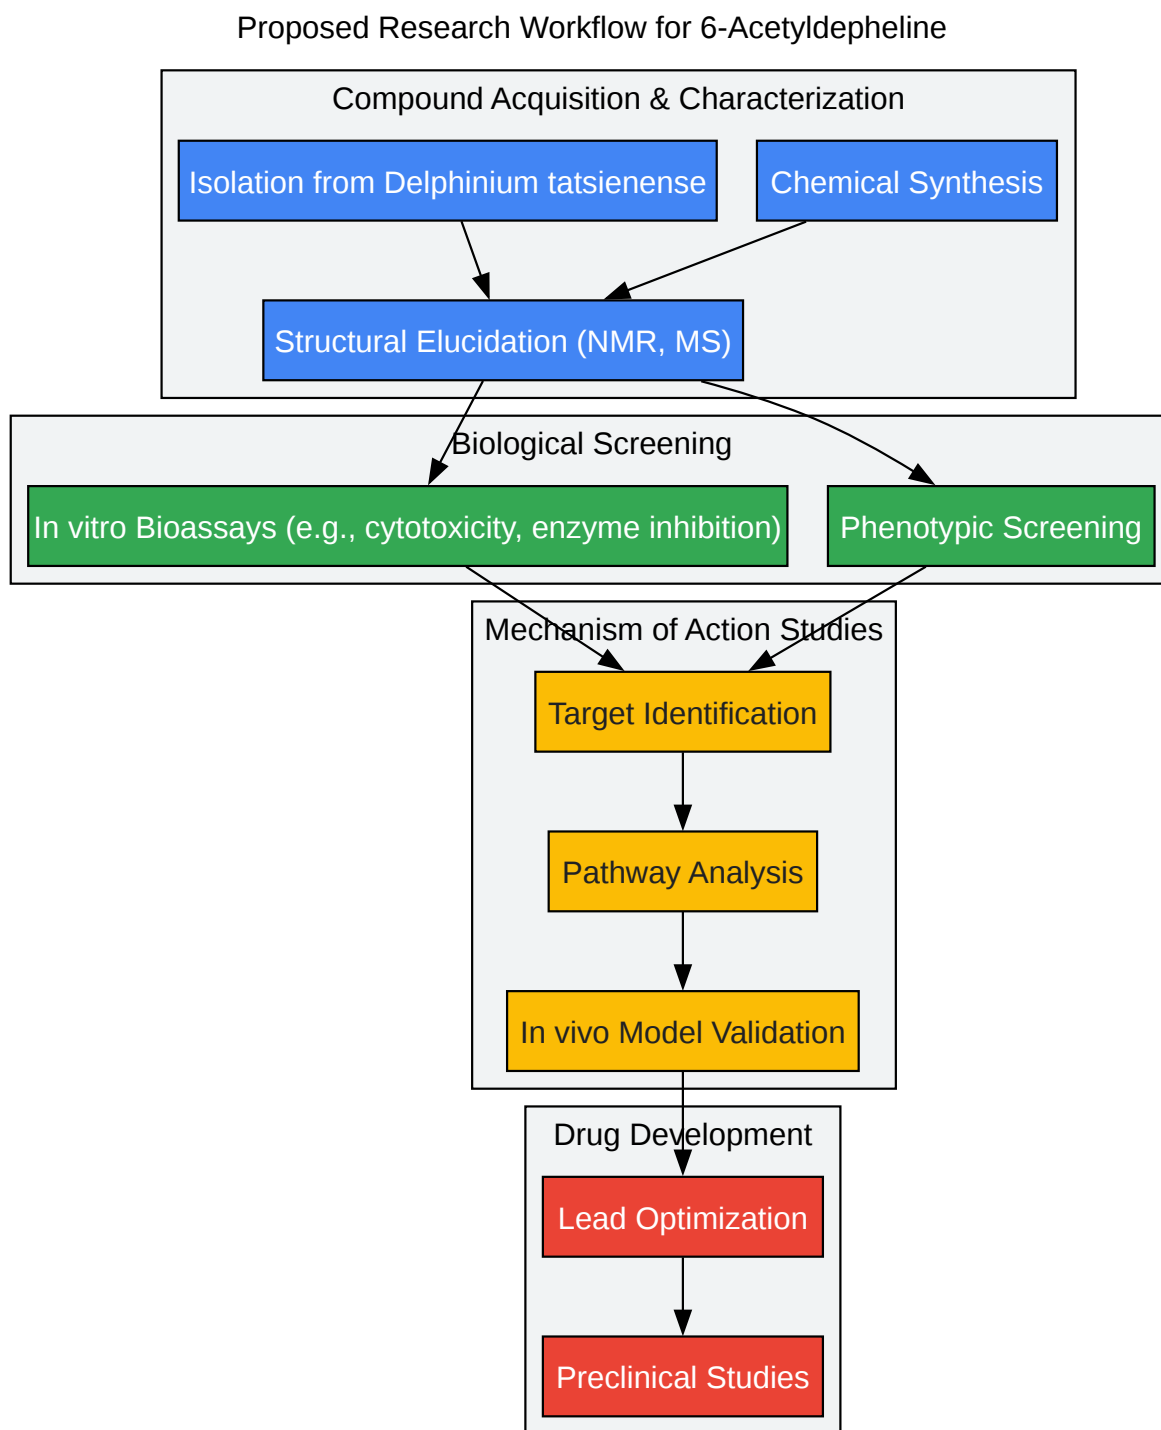 Proposed Research Workflow for 6-Acetyldepheline
Compound Acquisition & Characterization
Isolation from Delphinium tatsienense
Chemical Synthesis
Structural Elucidation (NMR, MS)
Biological Screening
In vitro Bioassays (e.g., cytotoxicity, enzyme inhibition)
Phenotypic Screening
Mechanism of Action Studies
Target Identification
Pathway Analysis
In vivo Model Validation
Drug Development
Lead Optimization
Preclinical Studies